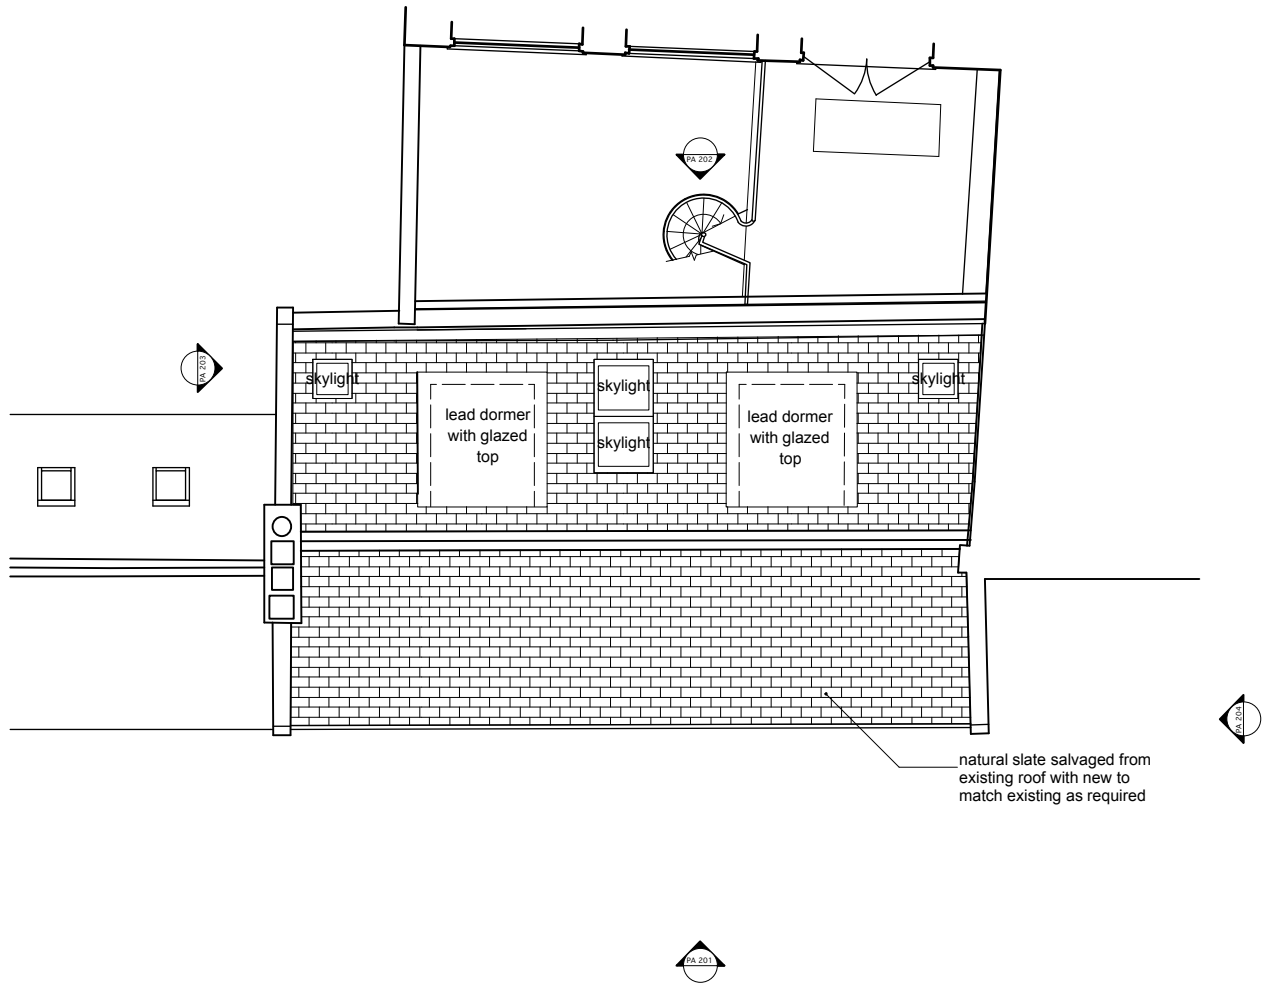 PA 202
PA 203
skylight
skylight
skylight
skylight
lead dormer
with glazed
top
lead dormer
with glazed
top
PA 204
natural slate salvaged from
existing roof with new to
match existing as required
PA 201